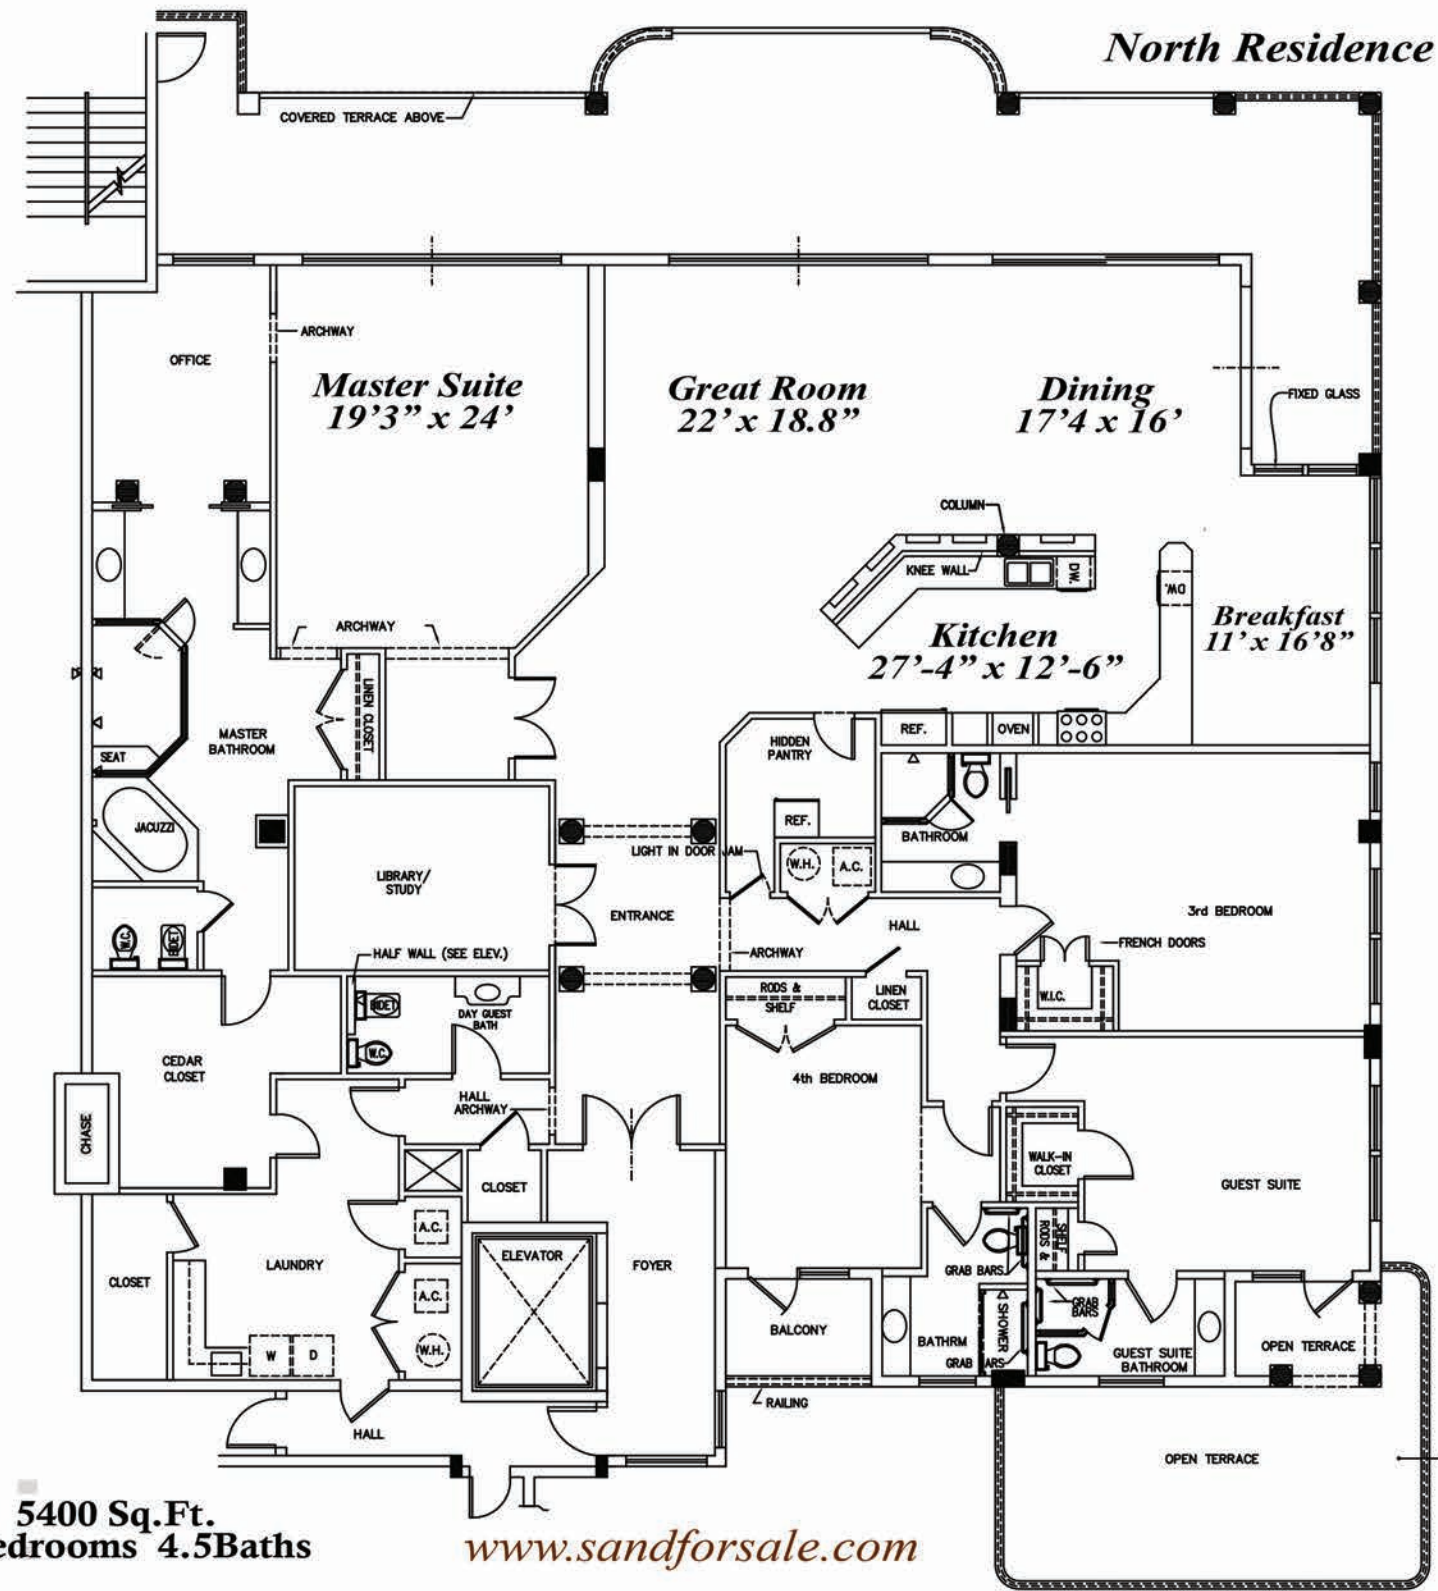 North Residence
COVERED TERRACE ABOVE
ARCHWAY
OFFICE
Master Suite
19'3" x 24'
Great Room
22' x 18.8"
Dining
17'4 x 16'
FIXED GLASS
COLUMN
KNEE WALL
DW.
DW.
Breakfast
11' x 16'8"
Kitchen
27'-4" x 12'-6"
ARCHWAY
LINEN CLOSET
MASTER
BATHROOM
SEAT
JACUZZI
HIDDEN
PANTRY
REF.
OVEN
REF.
BATHROOM
LIGHT IN DOOR JAM
W.H.
A.C.
LIBRARY/
STUDY
ENTRANCE
HALL
3rd BEDROOM
FRENCH DOORS
W.C.
BIDET
HALF WALL (SEE ELEV.)
ARCHWAY
W.I.C.
BIDET
DAY GUEST
BATH
W.C.
RODS &
SHELF
LINEN
CLOSET
CEDAR
CLOSET
4th BEDROOM
HALL
ARCHWAY
CHASE
CLOSET
WALK-IN
CLOSET
GUEST SUITE
A.C.
ELEVATOR
SHELF
RODS &
CLOSET
LAUNDRY
FOYER
GRAB BARS
A.C.
W.H.
W
D
BALCONY
BATHRM
SHOWER
GRAB
BARS
GRAB ARS
GUEST SUITE
BATHROOM
OPEN TERRACE
RAILING
HALL
OPEN TERRACE
5400 Sq.Ft.
edrooms 4.5Baths
www.sandforsale.com